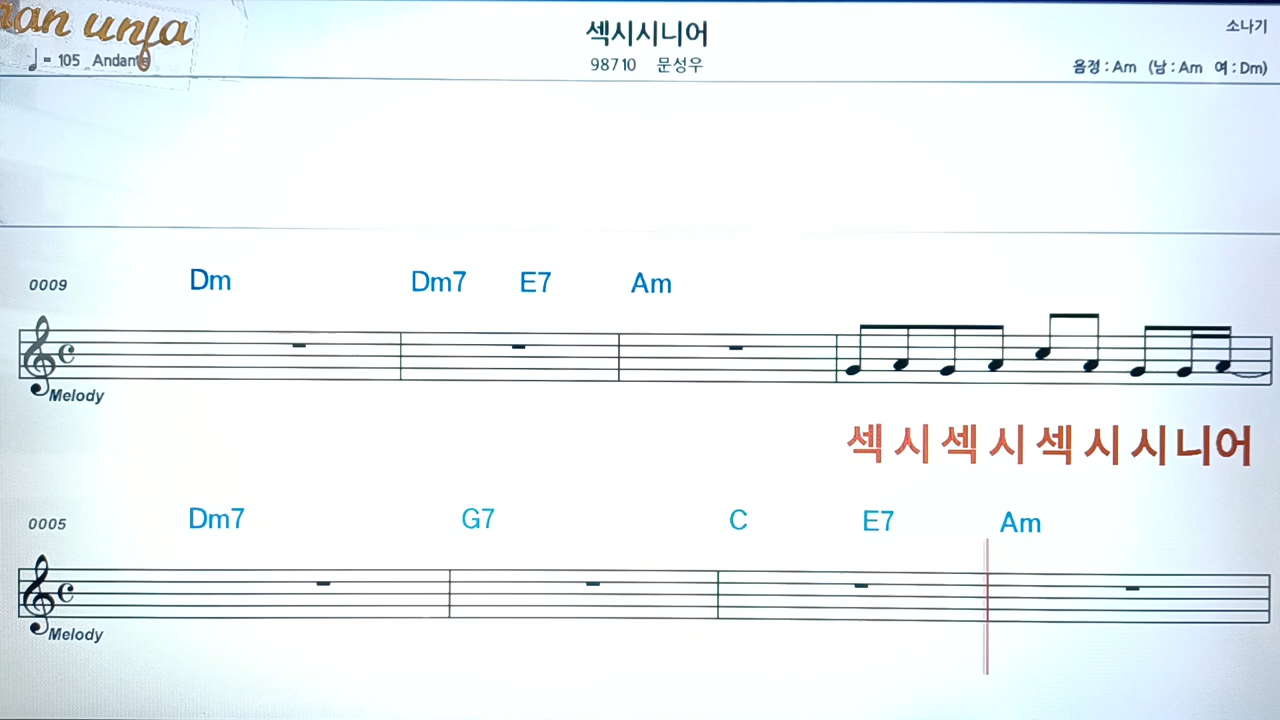 unja
섹시시니어
소나기
= 105 Andante
98710 문성우
음정 : Am (남 : Am 여 : Dm)
0009 Dm Dm7 E7 Am
Melody
섹 시 섹 시 섹 시 시 니 어
0005 Dm7 G7 C E7 Am
Melody